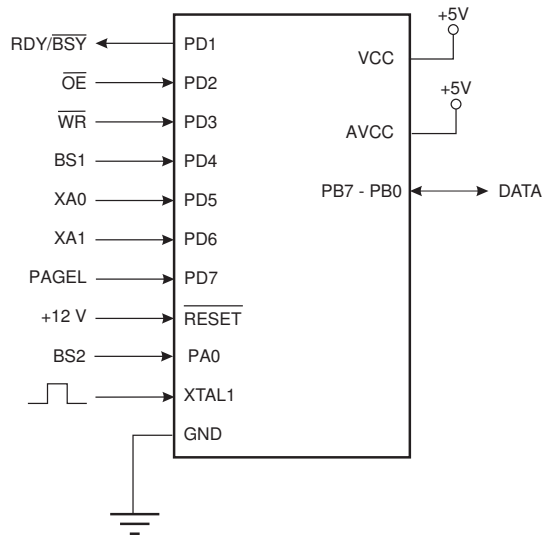 RDY/BSY PD1
OE PD2
WR PD3
BS1 PD4
XA0 PD5
XA1 PD6
PAGEL PD7
+12 V RESET
BS2 PA0
XTAL1
GND
+5V
VCC
+5V
AVCC
PB7 - PB0 DATA